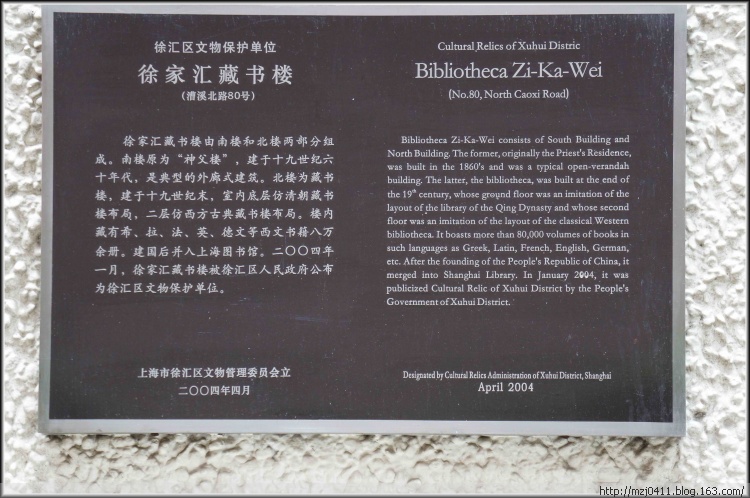 徐汇区文物保护单位
徐家汇藏书楼
(漕溪北路80号)
徐家汇藏书楼由南楼和北楼两部分组
成。南楼原为“神父楼”，建于十九世纪六
十年代，是典型的外廊式建筑。北楼为藏书
楼，建于十九世纪末，室内底层仿清朝藏书
楼布局，二层仿西方古典藏书楼布局。楼内
藏有希、拉、法、英、德文等西文书籍八万
余册。建国后并入上海图书馆。二〇〇四年
一月，徐家汇藏书楼被徐汇区人民政府公布
为徐汇区文物保护单位。
上海市徐汇区文物管理委员会立
二〇〇四年四月
Cultural Relics of Xuhui Distric
Bibliotheca Zi-Ka-Wei
(No.80, North Caoxi Road)
Bibliotheca Zi-Ka-Wei consists of South Building and
North Building. The former, originally the Priest's Residence,
was built in the 1860's and was a typical open-verandah
building. The latter, the bibliotheca, was built at the end of
the 19th century, whose ground floor was an imitation of the
layout of the library of the Qing Dynasty and whose second
floor was an imitation of the layout of the classical Western
bibliotheca. It boasts more than 80,000 volumes of books in
such languages as Greek, Latin, French, English, German,
etc. After the founding of the People's Republic of China, it
merged into Shanghai Library. In January 2004, it was
publicized Cultural Relic of Xuhui District by the People's
Government of Xuhui District.
Designated by Cultural Relics Administration of Xuhui District, Shanghai
April 2004
http://mzj0411.blog.163.com/